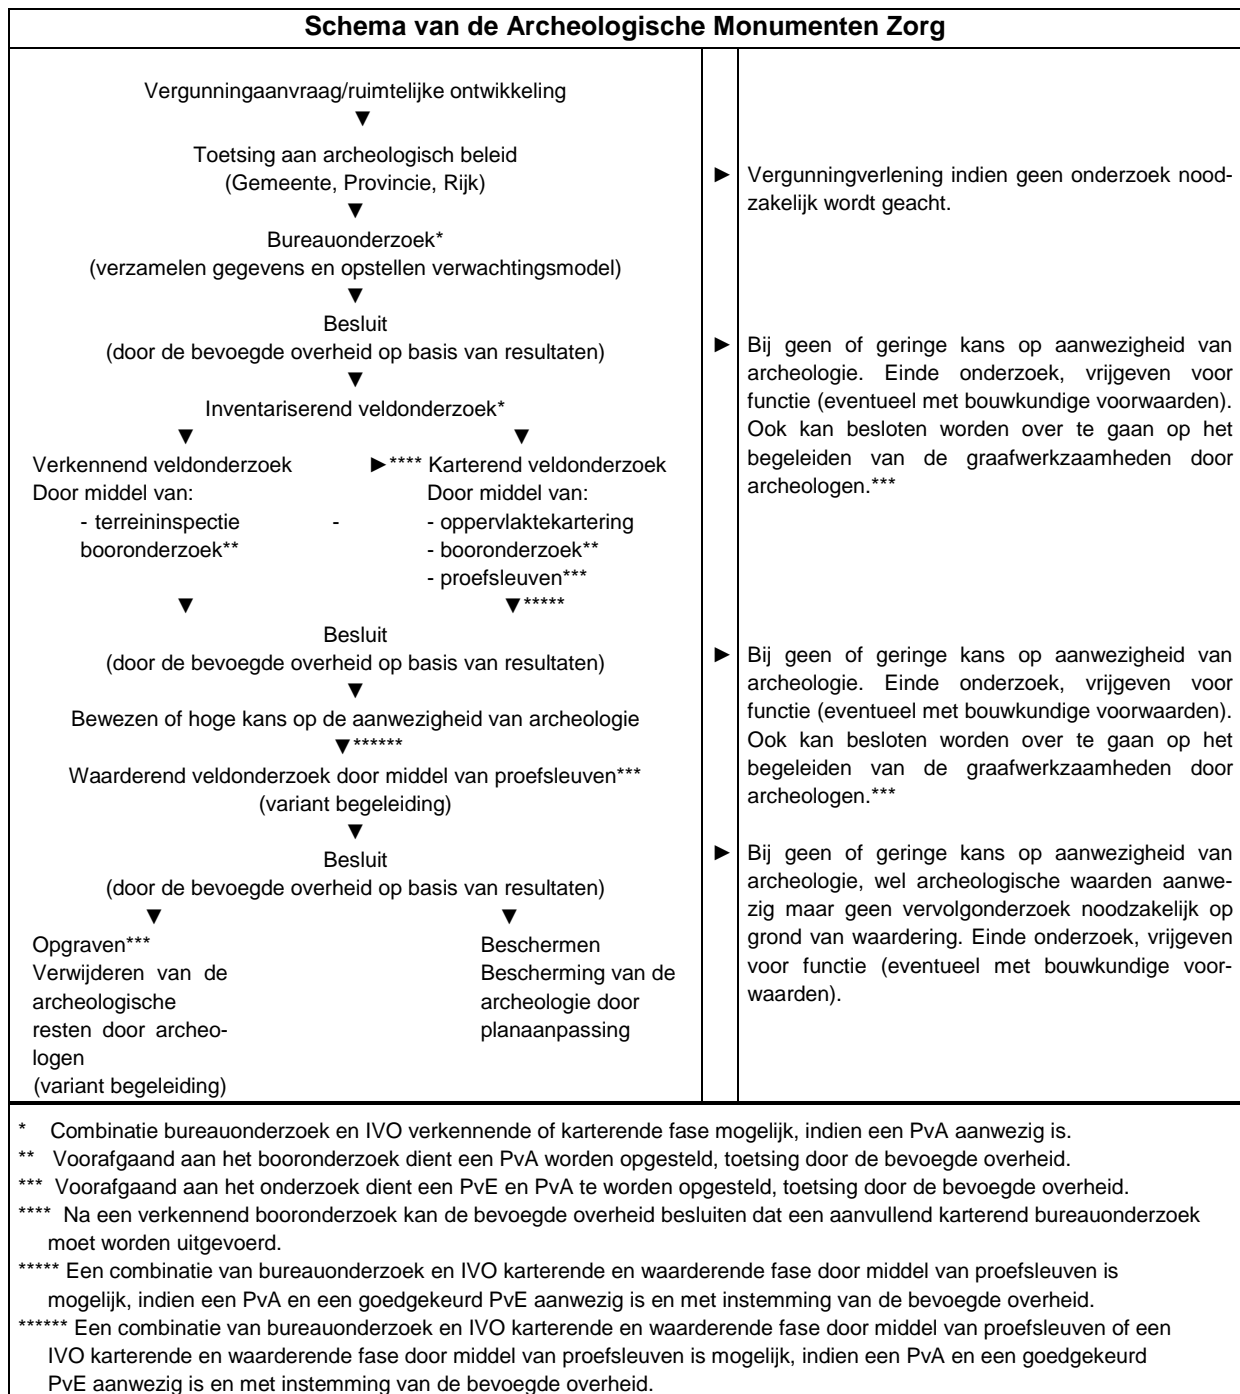 Schema van de Archeologische Monumenten Zorg
Vergunningaanvraag/ruimtelijke ontwikkeling
▼
Toetsing aan archeologisch beleid
(Gemeente, Provincie, Rijk)
▼
► Vergunningverlening indien geen onderzoek nood-
zakelijk wordt geacht.
Bureauonderzoek*
(verzamelen gegevens en opstellen verwachtingsmodel)
▼
Besluit
(door de bevoegde overheid op basis van resultaten)
▼
► Bij geen of geringe kans op aanwezigheid van
archeologie. Einde onderzoek, vrijgeven voor
functie (eventueel met bouwkundige voorwaarden).
Ook kan besloten worden over te gaan op het
begeleiden van de graafwerkzaamheden door
archeologen.***
Inventariserend veldonderzoek*
▼ ▼
Verkennend veldonderzoek ►**** Karterend veldonderzoek
Door middel van: Door middel van:
- terreininspectie - - oppervlaktekartering
booronderzoek** - booronderzoek**
- proefsleuven***
▼ ▼*****
Besluit
(door de bevoegde overheid op basis van resultaten)
▼
► Bij geen of geringe kans op aanwezigheid van
archeologie. Einde onderzoek, vrijgeven voor
functie (eventueel met bouwkundige voorwaarden).
Ook kan besloten worden over te gaan op het
begeleiden van de graafwerkzaamheden door
archeologen.***
Bewezen of hoge kans op de aanwezigheid van archeologie
▼******
Waarderend veldonderzoek door middel van proefsleuven***
(variant begeleiding)
▼
Besluit
(door de bevoegde overheid op basis van resultaten)
▼ ▼
► Bij geen of geringe kans op aanwezigheid van
archeologie, wel archeologische waarden aanwe-
zig maar geen vervolgonderzoek noodzakelijk op
grond van waardering. Einde onderzoek, vrijgeven
voor functie (eventueel met bouwkundige voor-
waarden).
Opgraven***
Verwijderen van de
archeologische
resten door archeo-
logen
(variant begeleiding)
Beschermen
Bescherming van de
archeologie door
planaanpassing
* Combinatie bureauonderzoek en IVO verkennende of karterende fase mogelijk, indien een PvA aanwezig is.
** Voorafgaand aan het booronderzoek dient een PvA worden opgesteld, toetsing door de bevoegde overheid.
*** Voorafgaand aan het onderzoek dient een PvE en PvA te worden opgesteld, toetsing door de bevoegde overheid.
**** Na een verkennend booronderzoek kan de bevoegde overheid besluiten dat een aanvullend karterend bureauonderzoek
moet worden uitgevoerd.
***** Een combinatie van bureauonderzoek en IVO karterende en waarderende fase door middel van proefsleuven is
mogelijk, indien een PvA en een goedgekeurd PvE aanwezig is en met instemming van de bevoegde overheid.
****** Een combinatie van bureauonderzoek en IVO karterende en waarderende fase door middel van proefsleuven of een
IVO karterende en waarderende fase door middel van proefsleuven is mogelijk, indien een PvA en een goedgekeurd
PvE aanwezig is en met instemming van de bevoegde overheid.